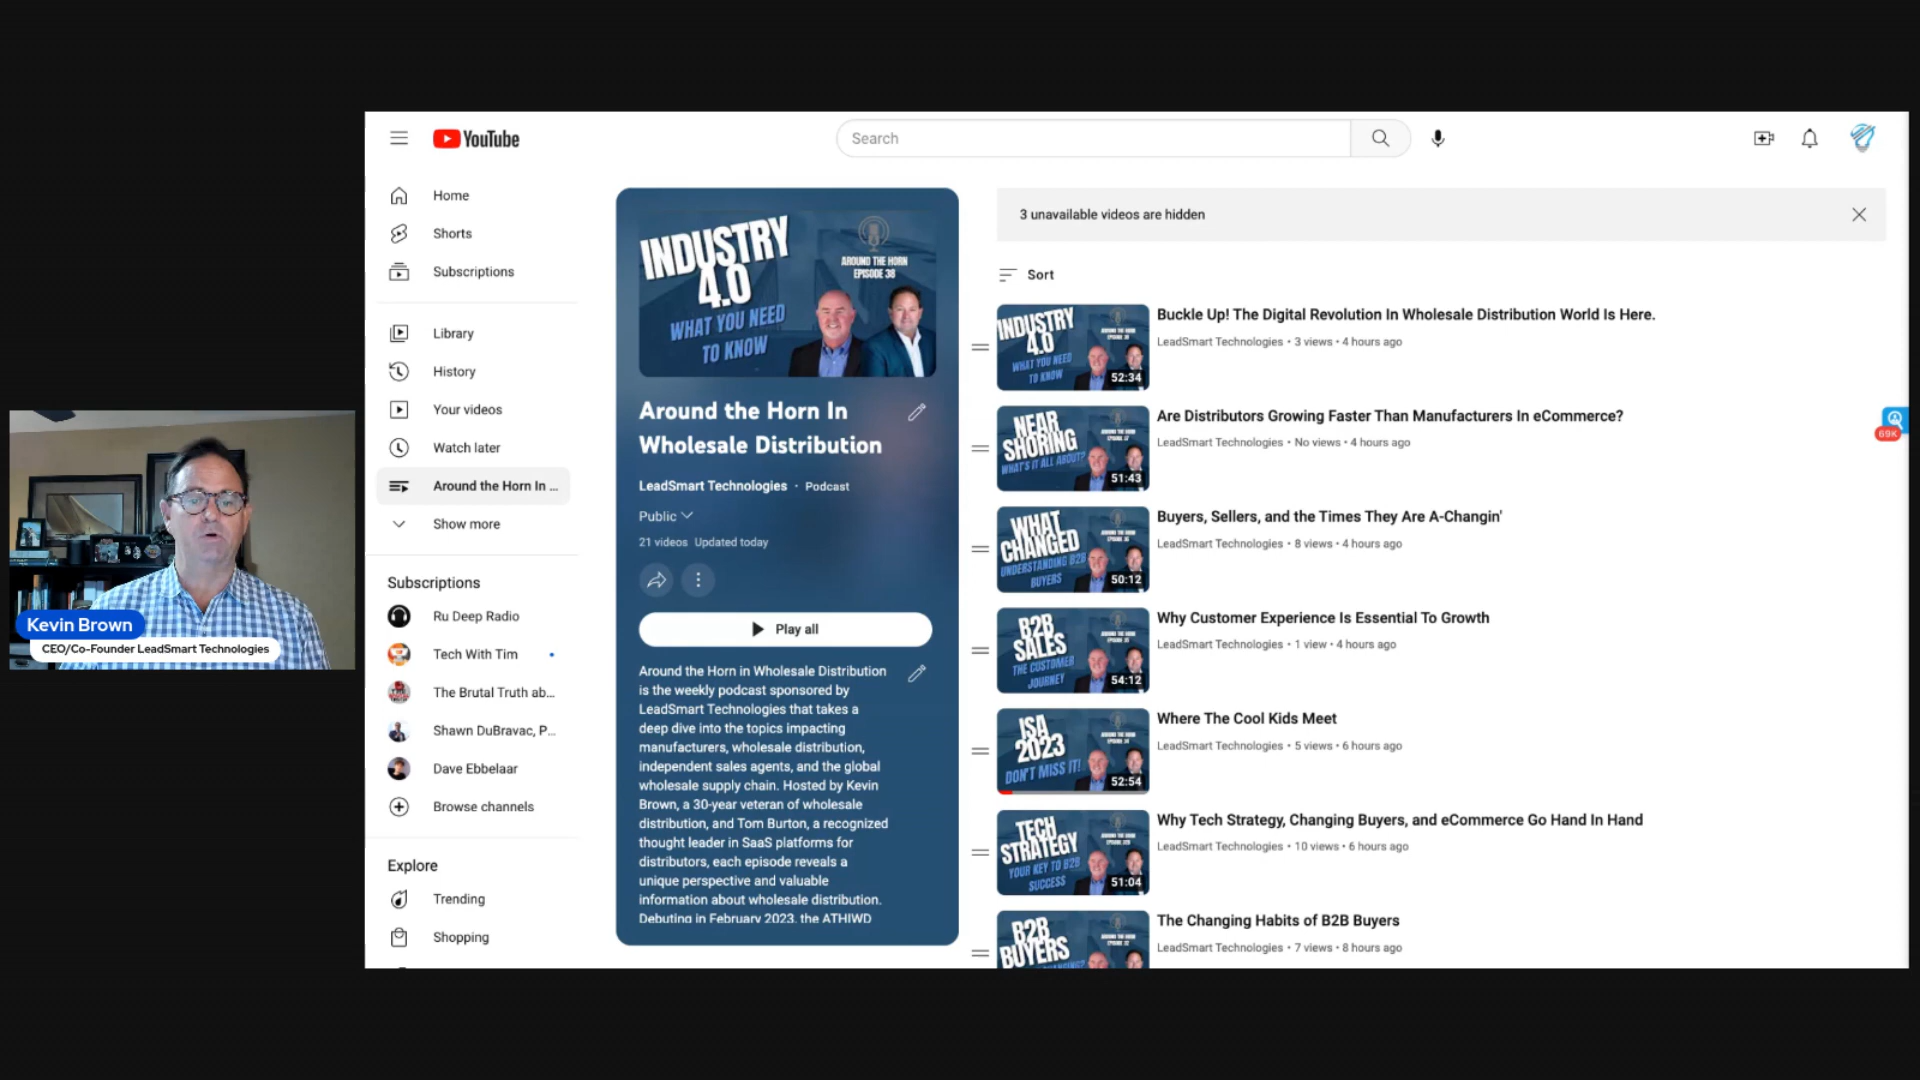 YouTube
Search
Home
Shorts
Subscriptions
Library
History
Your videos
Watch later
Around the Horn In ...
Show more
Subscriptions
Ru Deep Radio
Tech With Tim
The Brutal Truth ab...
Shawn DuBravac, P...
Dave Ebbelaar
Browse channels
Explore
Trending
Shopping
INDUSTRY
4.0
WHAT YOU NEED
TO KNOW
AROUND THE HORN
EPISODE 38
Around the Horn In
Wholesale Distribution
LeadSmart Technologies · Podcast
Public
21 videos Updated today
Play all
Around the Horn in Wholesale Distribution
is the weekly podcast sponsored by
LeadSmart Technologies that takes a
deep dive into the topics impacting
manufacturers, wholesale distribution,
independent sales agents, and the global
wholesale supply chain. Hosted by Kevin
Brown, a 30-year veteran of wholesale
distribution, and Tom Burton, a recognized
thought leader in SaaS platforms for
distributors, each episode reveals a
unique perspective and valuable
information about wholesale distribution.
Debuting in February 2023, the ATHIWD
3 unavailable videos are hidden
Sort
INDUSTRY
4.0
WHAT YOU NEED
TO KNOW
52:34
Buckle Up! The Digital Revolution In Wholesale Distribution World Is Here.
LeadSmart Technologies • 3 views • 4 hours ago
NEAR
SHORING
WHAT'S IT ALL ABOUT?
51:43
Are Distributors Growing Faster Than Manufacturers In eCommerce?
LeadSmart Technologies • No views • 4 hours ago
WHAT
CHANGED
UNDERSTANDING B2B
BUYERS
50:12
Buyers, Sellers, and the Times They Are A-Changin'
LeadSmart Technologies • 8 views • 4 hours ago
B2B
SALES
THE CUSTOMER
JOURNEY
54:12
Why Customer Experience Is Essential To Growth
LeadSmart Technologies • 1 view • 4 hours ago
ISA
2023
DON'T MISS IT!
52:54
Where The Cool Kids Meet
LeadSmart Technologies • 5 views • 6 hours ago
TECH
STRATEGY
YOUR KEY TO B2B
SUCCESS
51:04
Why Tech Strategy, Changing Buyers, and eCommerce Go Hand In Hand
LeadSmart Technologies • 10 views • 6 hours ago
B2B
BUYERS
The Changing Habits of B2B Buyers
LeadSmart Technologies • 7 views • 8 hours ago
69K
Kevin Brown
CEO/Co-Founder LeadSmart Technologies